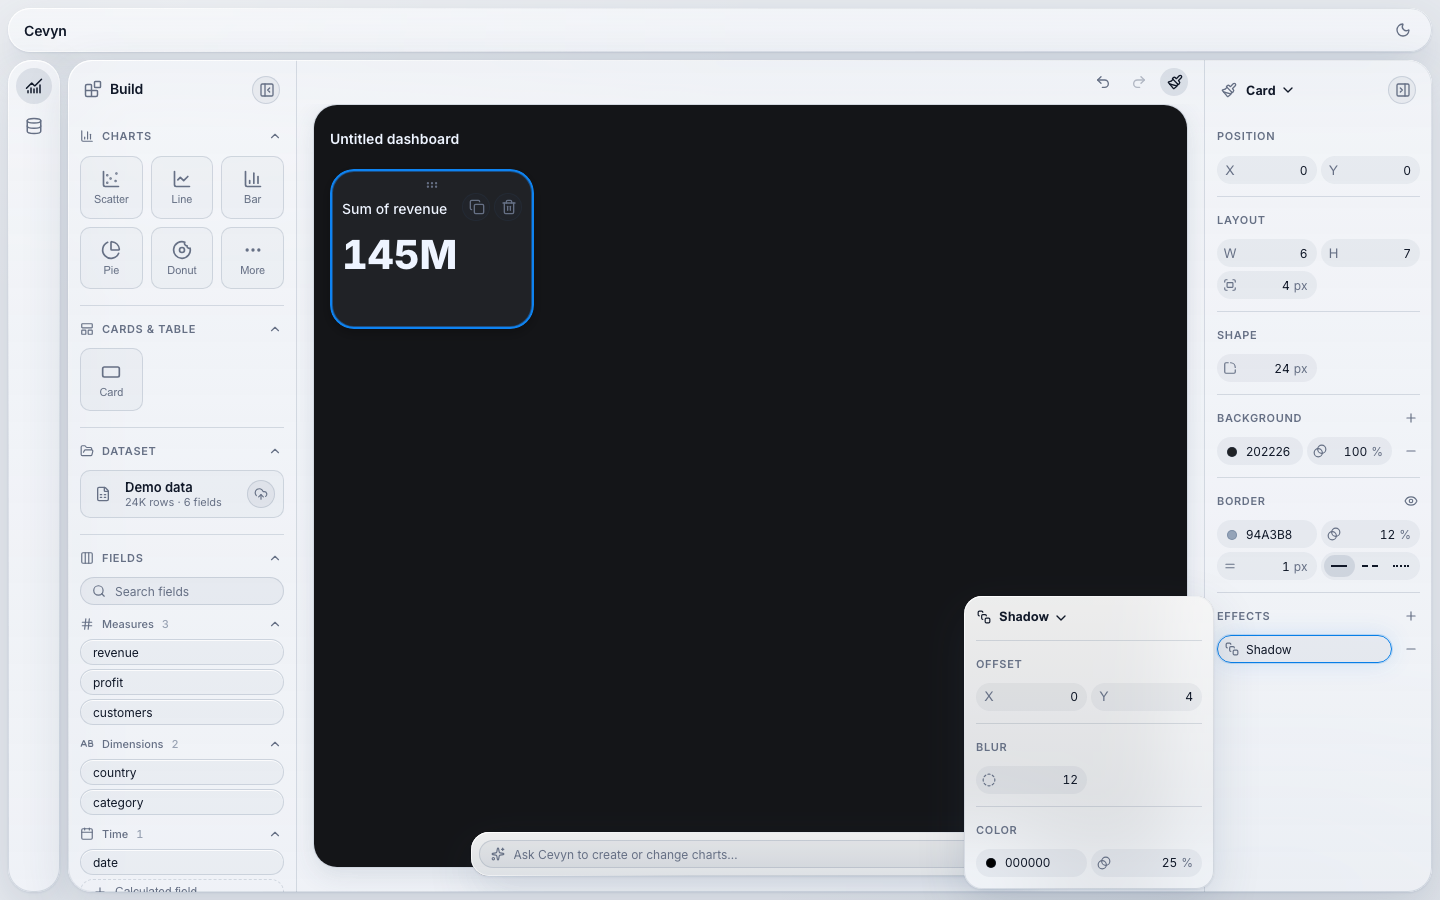 Cevyn
Build
CHARTS
Scatter
Line
Bar
Pie
Donut
More
CARDS & TABLE
Card
DATASET
Demo data
24K rows · 6 fields
FIELDS
Search fields
Measures 3
revenue
profit
customers
AB Dimensions 2
country
category
Time 1
date
Calculated field
Untitled dashboard
Sum of revenue
145M
Ask Cevyn to create or change charts...
Shadow
OFFSET
X 0 Y 4
BLUR
12
COLOR
000000 25 %
Card
POSITION
X 0 Y 0
LAYOUT
W 6 H 7
4 px
SHAPE
24 px
BACKGROUND
202226 100 %
BORDER
94A3B8 12 %
1 px
EFFECTS
Shadow